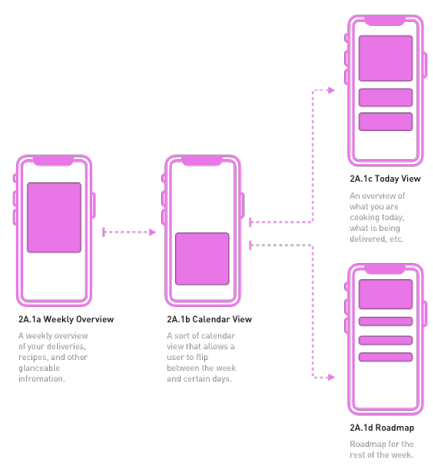 2A.1c Today View
An overview of
what you are
cooking today,
what is being
delivered, etc.
2A.1a Weekly Overview
A weekly overview
of your deliveries,
recipes, and other
glanceable
infromation.
2A.1b Calendar View
A sort of calendar
view that allows a
user to flip
between the week
and certain days.
2A.1d Roadmap
Roadmap for the
rest of the week.